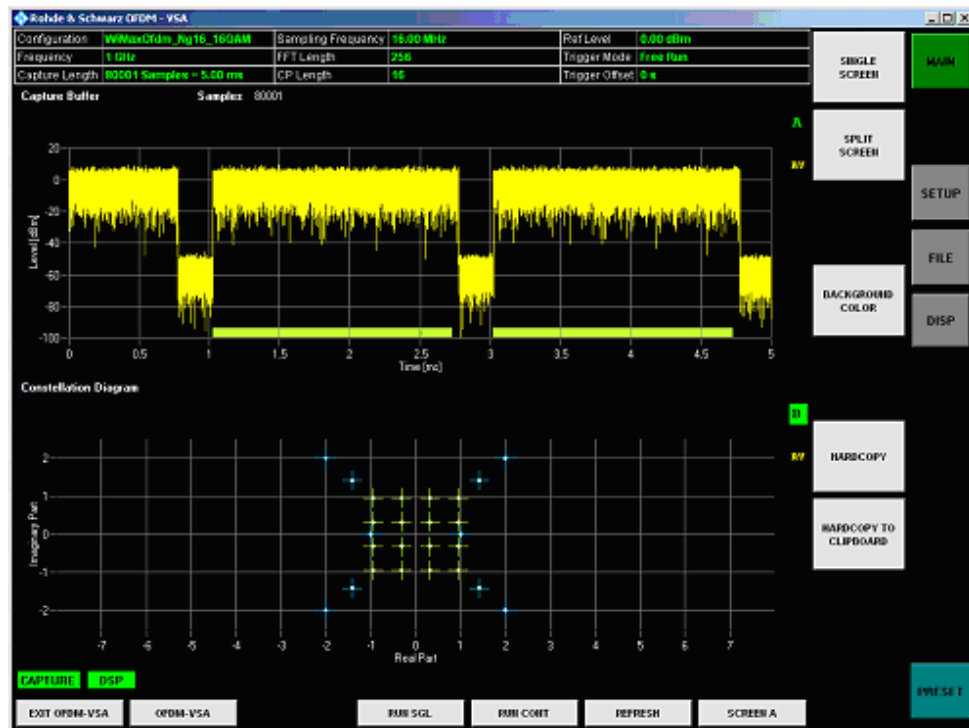 Rohde & Schwarz OFDM - VSA
Configuration WiMaxOfdm_Ng16_16QAM Sampling Frequency 16.00 MHz Ref Level 0.00 dBm
Frequency 1 GHz FFT Length 256 Trigger Mode Free Run
Capture Length 80001 Samples = 5.00 ms CP Length 16 Trigger Offset 0 s
Capture Buffer Samples 80001
SINGLE SCREEN
MAIN
A
SPLIT SCREEN
SETUP
FILE
BACKGROUND COLOR
DISP
20
0
-20
-40
-60
-80
-100
Level [dBm]
0 0.5 1 1.5 2 2.5 3 3.5 4 4.5 5
Time [ms]
Constellation Diagram
B
HARDCOPY
HARDCOPY TO CLIPBOARD
2
1
0
-1
-2
Imaginary Part
-7 -6 -5 -4 -3 -2 -1 0 1 2 3 4 5 6 7
Real Part
CAPTURE DSP
PRESET
EXIT OFDM-VSA OFDM-VSA RUN SGL RUN CONT REFRESH SCREEN A